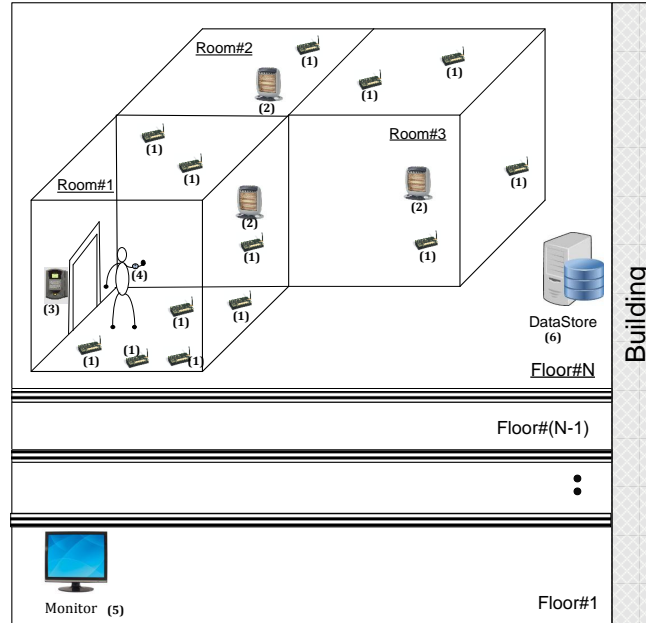 Room#2
(1)
(1)
(1)
(2)
(1)
Room#3
(1)
(1)
Room#1
(2)
(2)
(1)
(1)
(4)
(3)
(1)
(1)
DataStore
(6)
(1)
(1)
(1)
Floor#N
Floor#(N-1)
Monitor (5)
Floor#1
Building